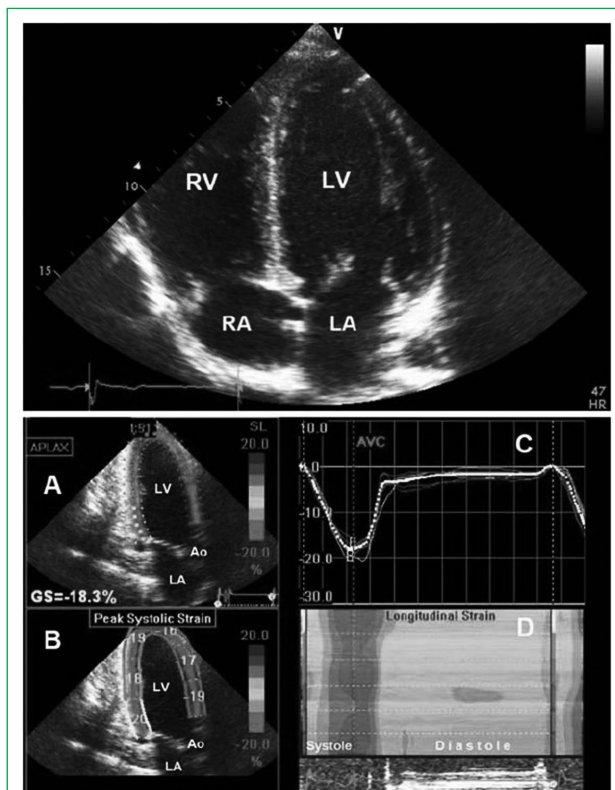 V
5
RV
LV
10
15
RA
LA
47
HR
SL
20.0
APLAX
A
LV
Ao
-20.0
%
LA
GS=-18.3%
Peak Systolic Strain
B
20.0
19
16
17
18
LV
-19
20
Ao
-20.0
%
LA
10.0
AVC
C
0.0
-10.0
-20.0
-30.0
Longitudinal Strain
D
Systole
Diastole